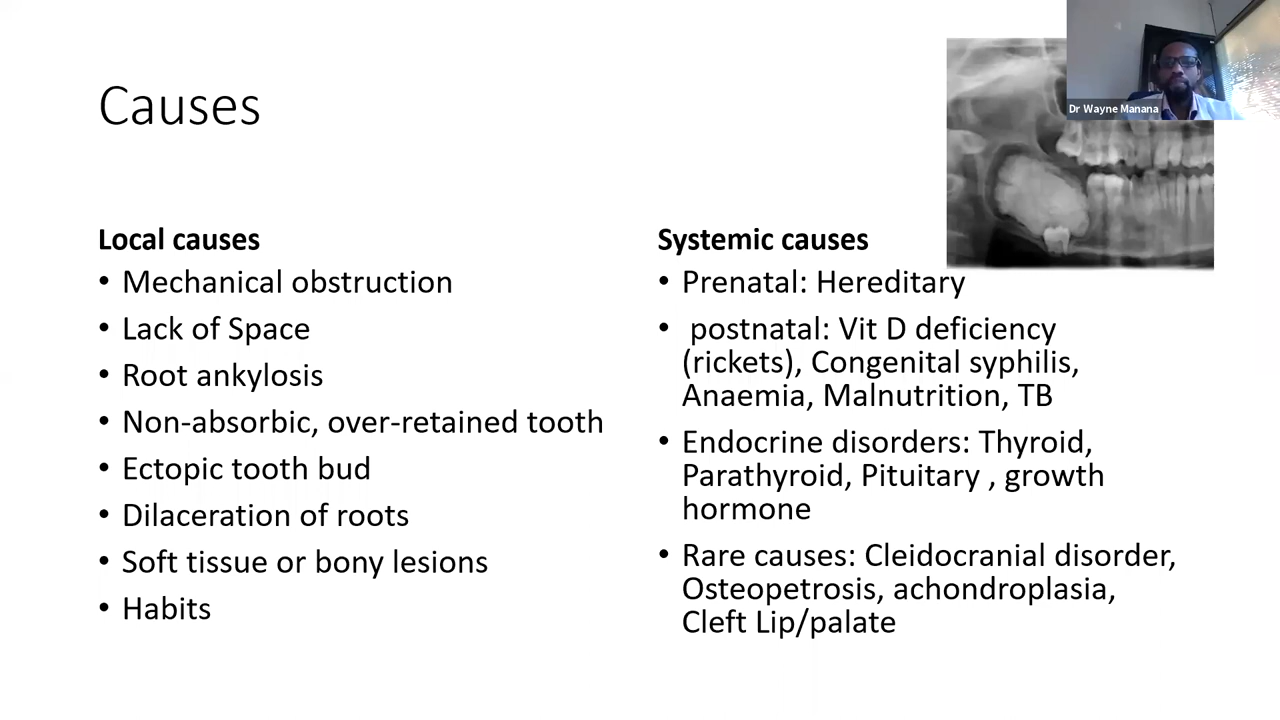 Causes
Dr Wayne Manana
Local causes
• Mechanical obstruction
• Lack of Space
• Root ankylosis
• Non-absorbic, over-retained tooth
• Ectopic tooth bud
• Dilaceration of roots
• Soft tissue or bony lesions
• Habits
Systemic causes
• Prenatal: Hereditary
• postnatal: Vit D deficiency
(rickets), Congenital syphilis,
Anaemia, Malnutrition, TB
• Endocrine disorders: Thyroid,
Parathyroid, Pituitary , growth
hormone
• Rare causes: Cleidocranial disorder,
Osteopetrosis, achondroplasia,
Cleft Lip/palate